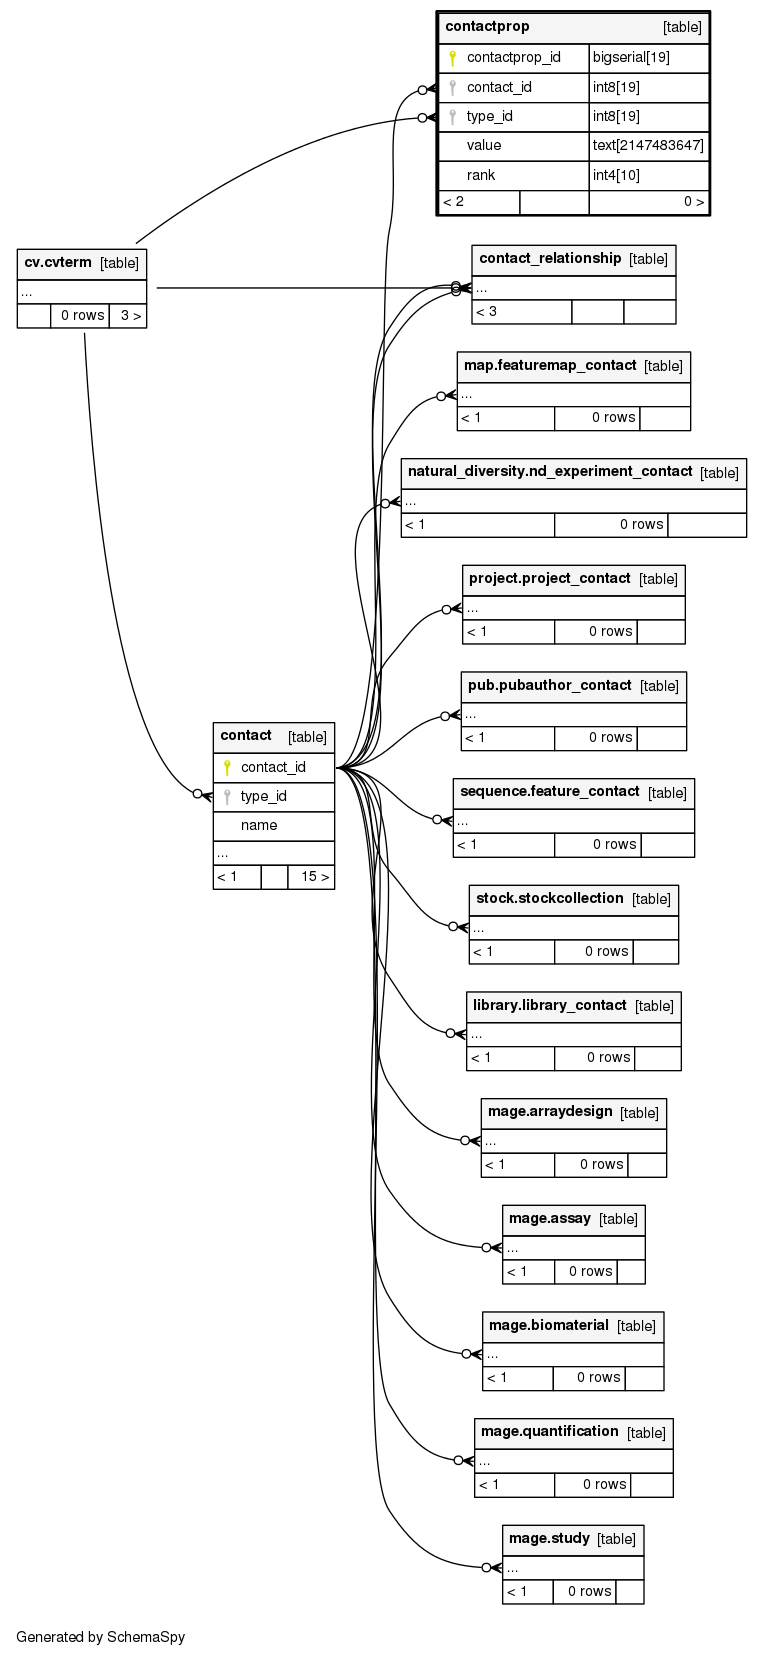 contactprop [table]
contactprop_id bigserial[19]
contact_id int8[19]
type_id int8[19]
value text[2147483647]
rank int4[10]
< 2 0 >
cv.cvterm [table]
...
0 rows 3 >
contact_relationship [table]
...
< 3
map.featuremap_contact [table]
...
< 1 0 rows
natural_diversity.nd_experiment_contact [table]
...
< 1 0 rows
project.project_contact [table]
...
< 1 0 rows
pub.pubauthor_contact [table]
...
< 1 0 rows
contact [table]
contact_id
type_id
name
...
< 1 15 >
sequence.feature_contact [table]
...
< 1 0 rows
stock.stockcollection [table]
...
< 1 0 rows
library.library_contact [table]
...
< 1 0 rows
mage.arraydesign [table]
...
< 1 0 rows
mage.assay [table]
...
< 1 0 rows
mage.biomaterial [table]
...
< 1 0 rows
mage.quantification [table]
...
< 1 0 rows
mage.study [table]
...
< 1 0 rows
Generated by SchemaSpy